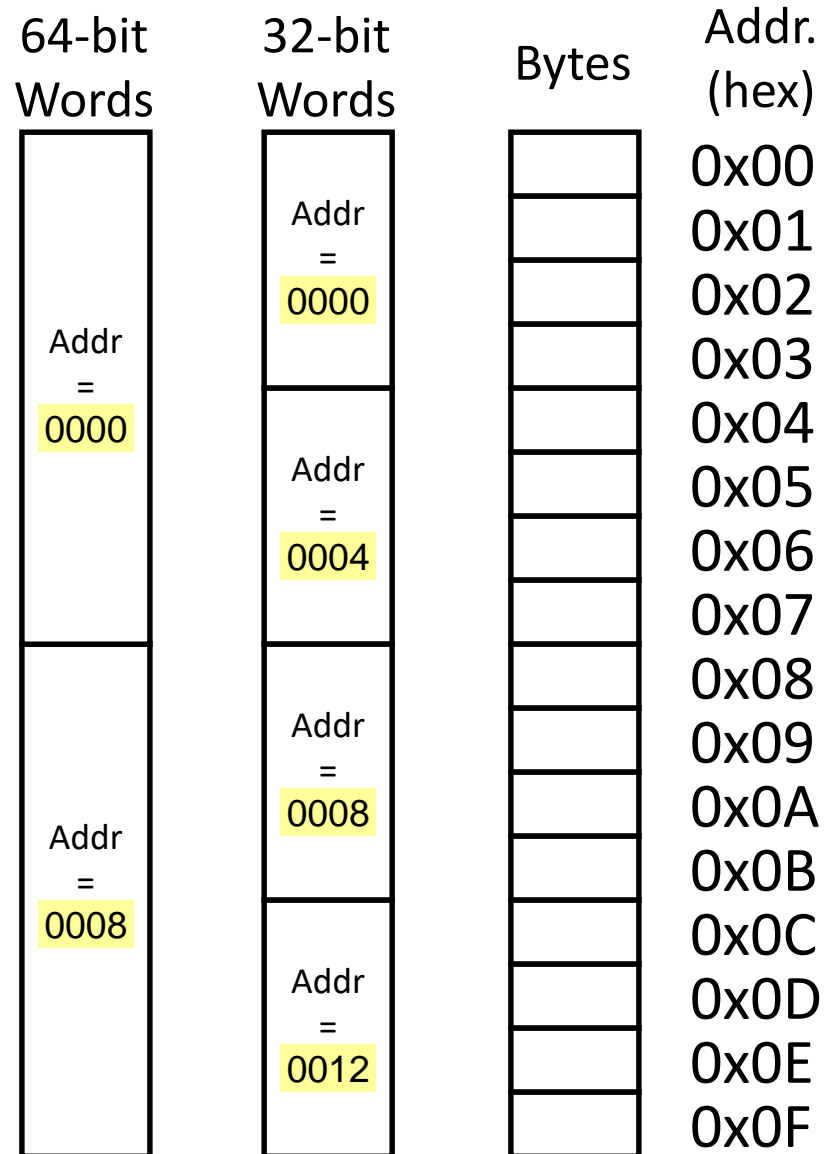 64-bit
Words
32-bit
Words
Bytes
Addr.
(hex)
Addr
=
0000
Addr
=
0008
Addr
=
0000
Addr
=
0004
Addr
=
0008
Addr
=
0012
0x00
0x01
0x02
0x03
0x04
0x05
0x06
0x07
0x08
0x09
0x0A
0x0B
0x0C
0x0D
0x0E
0x0F